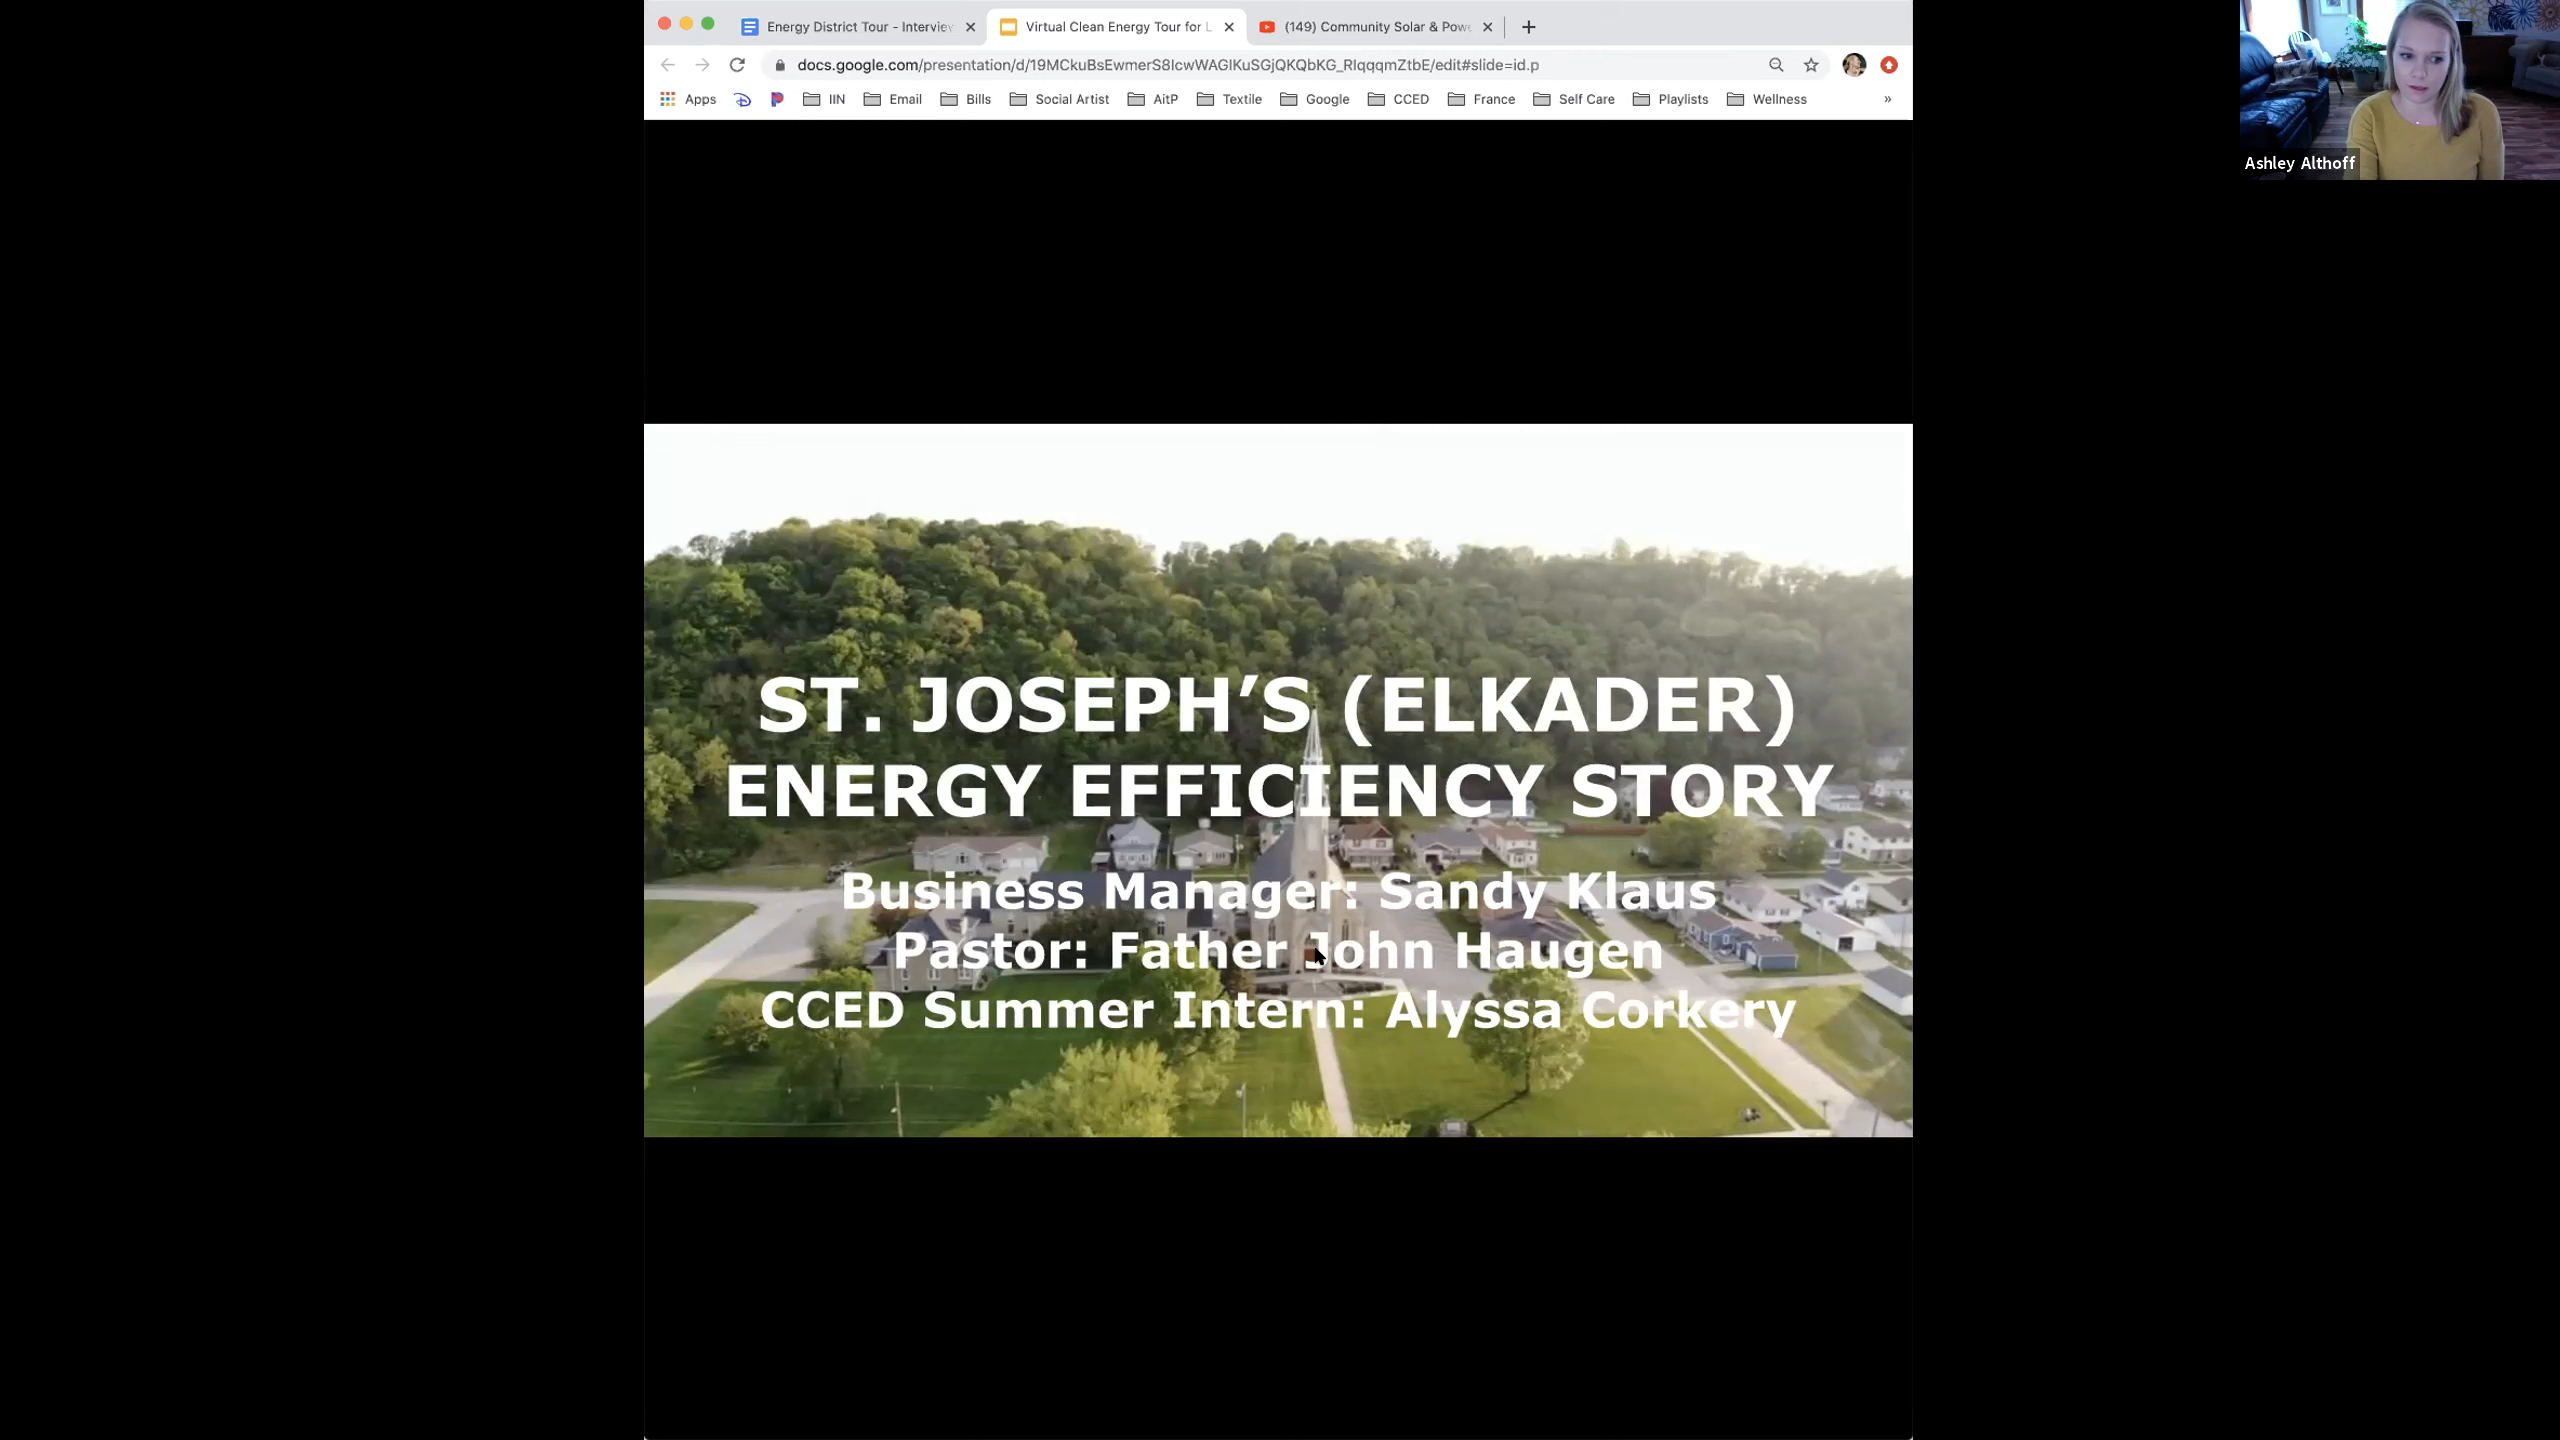 Energy District Tour - Interview
Virtual Clean Energy Tour for L
(149) Community Solar & Pow
docs.google.com/presentation/d/19MCkuBsEwmerS8IcwWAGlKuSGjQKQbKG_RIqqqmZtbE/edit#slide=id.p
Apps IIN Email Bills Social Artist AitP Textile Google CCED France Self Care Playlists Wellness »
Ashley Althoff
ST. JOSEPH’S (ELKADER)
ENERGY EFFICIENCY STORY
Business Manager: Sandy Klaus
Pastor: Father John Haugen
CCED Summer Intern: Alyssa Corkery